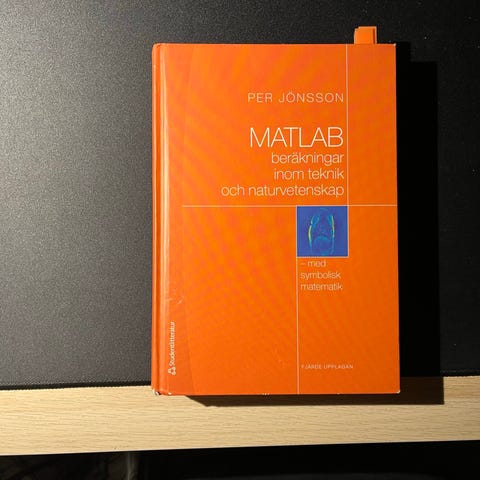 PER JÖNSSON
MATLAB
beräkningar
inom teknik
och naturvetenskap
– med
symbolisk
matematik
FJÄRDE UPPLAGAN
Studentlitteratur